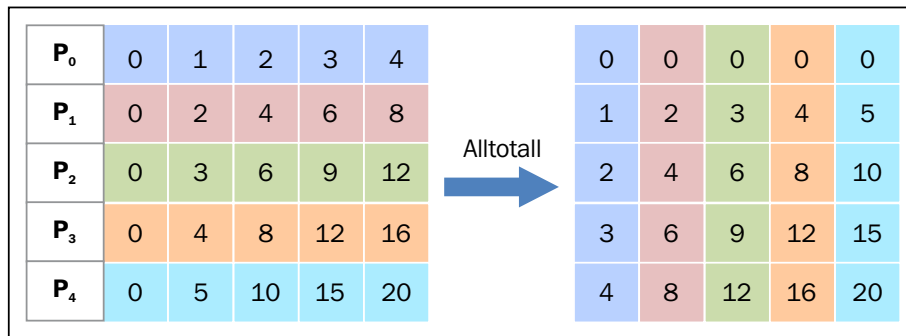 P₀ 0 1 2 3 4 0 0 0 0 0
P₁ 0 2 4 6 8 1 2 3 4 5
Alltotall
P₂ 0 3 6 9 12 2 4 6 8 10
P₃ 0 4 8 12 16 3 6 9 12 15
P₄ 0 5 10 15 20 4 8 12 16 20